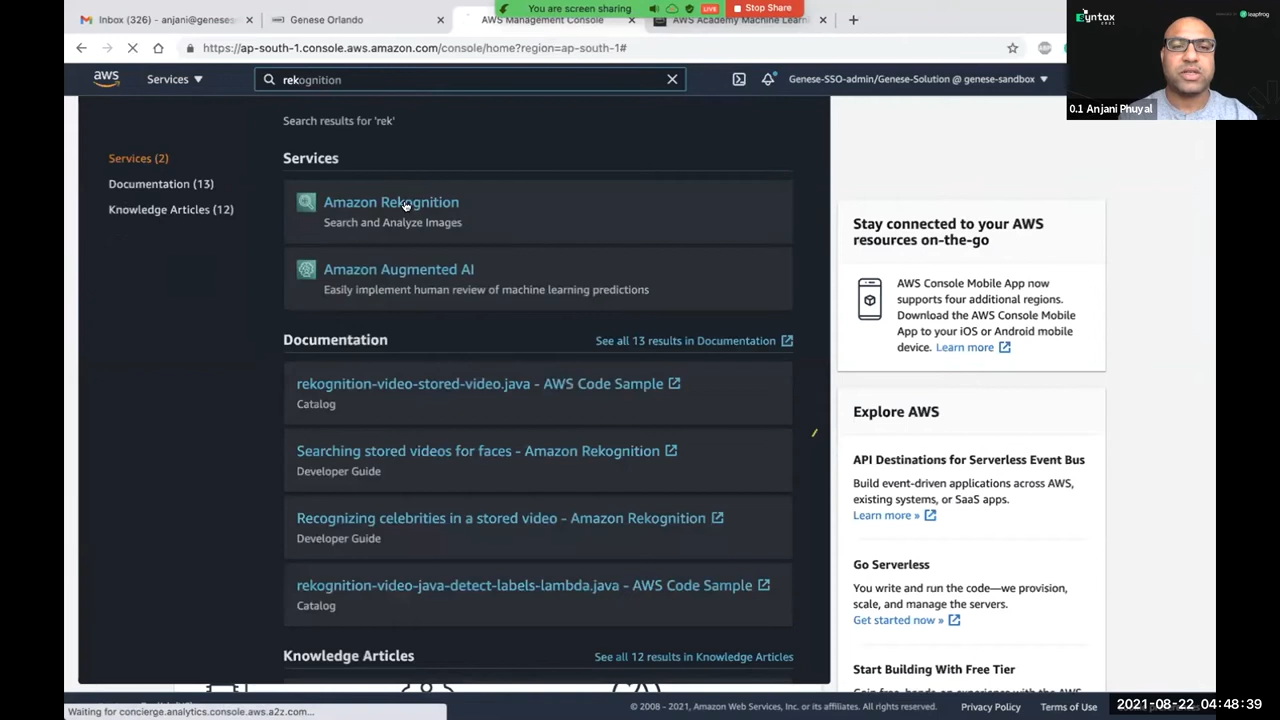 You are screen sharing
LIVE
Stop Share
Inbox (326) - anjani@geneses
Genese Orlando
AWS Management Console
AWS Academy Machine Learn
https://ap-south-1.console.aws.amazon.com/console/home?region=ap-south-1#
aws
Services
rekognition
Genese-SSO-admin/Genese-Solution @ genese-sandbox
syntax
leapfrog
0.1 Anjani Phuyal
Search results for 'rek'
Services (2)
Documentation (13)
Knowledge Articles (12)
Services
Amazon Rekognition
Search and Analyze Images
Amazon Augmented AI
Easily implement human review of machine learning predictions
Documentation
See all 13 results in Documentation
rekognition-video-stored-video.java - AWS Code Sample
Catalog
Searching stored videos for faces - Amazon Rekognition
Developer Guide
Recognizing celebrities in a stored video - Amazon Rekognition
Developer Guide
rekognition-video-java-detect-labels-lambda.java - AWS Code Sample
Catalog
Knowledge Articles
See all 12 results in Knowledge Articles
Stay connected to your AWS
resources on-the-go
AWS Console Mobile App now
supports four additional regions.
Download the AWS Console Mobile
App to your iOS or Android mobile
device. Learn more
Explore AWS
API Destinations for Serverless Event Bus
Build event-driven applications across AWS,
existing systems, or SaaS apps.
Learn more »
Go Serverless
You write and run the code—we provision,
scale, and manage the servers.
Get started now »
Start Building With Free Tier
Waiting for concierge.analytics.console.aws.a2z.com...
© 2008 - 2021, Amazon Web Services, Inc. or its affiliates. All rights reserved.
Privacy Policy
Terms of Use
2021-08-22 04:48:39